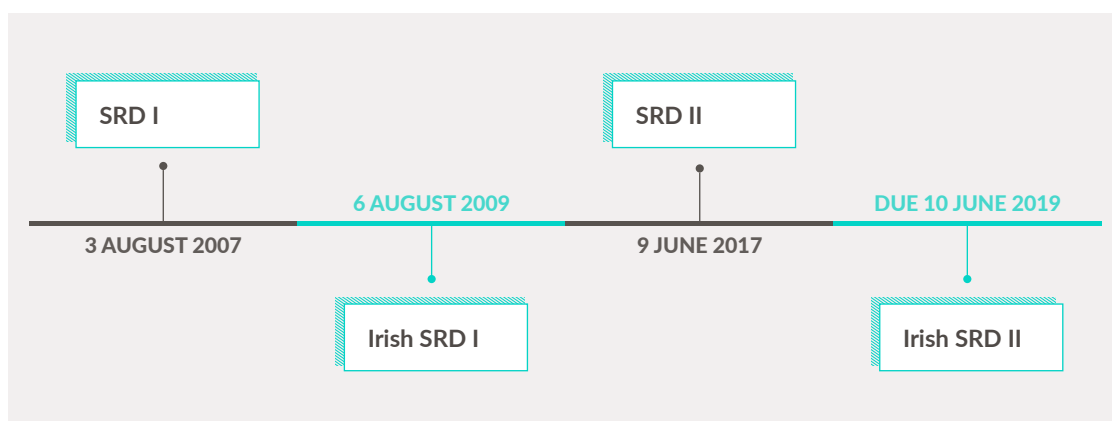 SRD I
SRD II
6 AUGUST 2009
DUE 10 JUNE 2019
3 AUGUST 2007
9 JUNE 2017
Irish SRD I
Irish SRD II